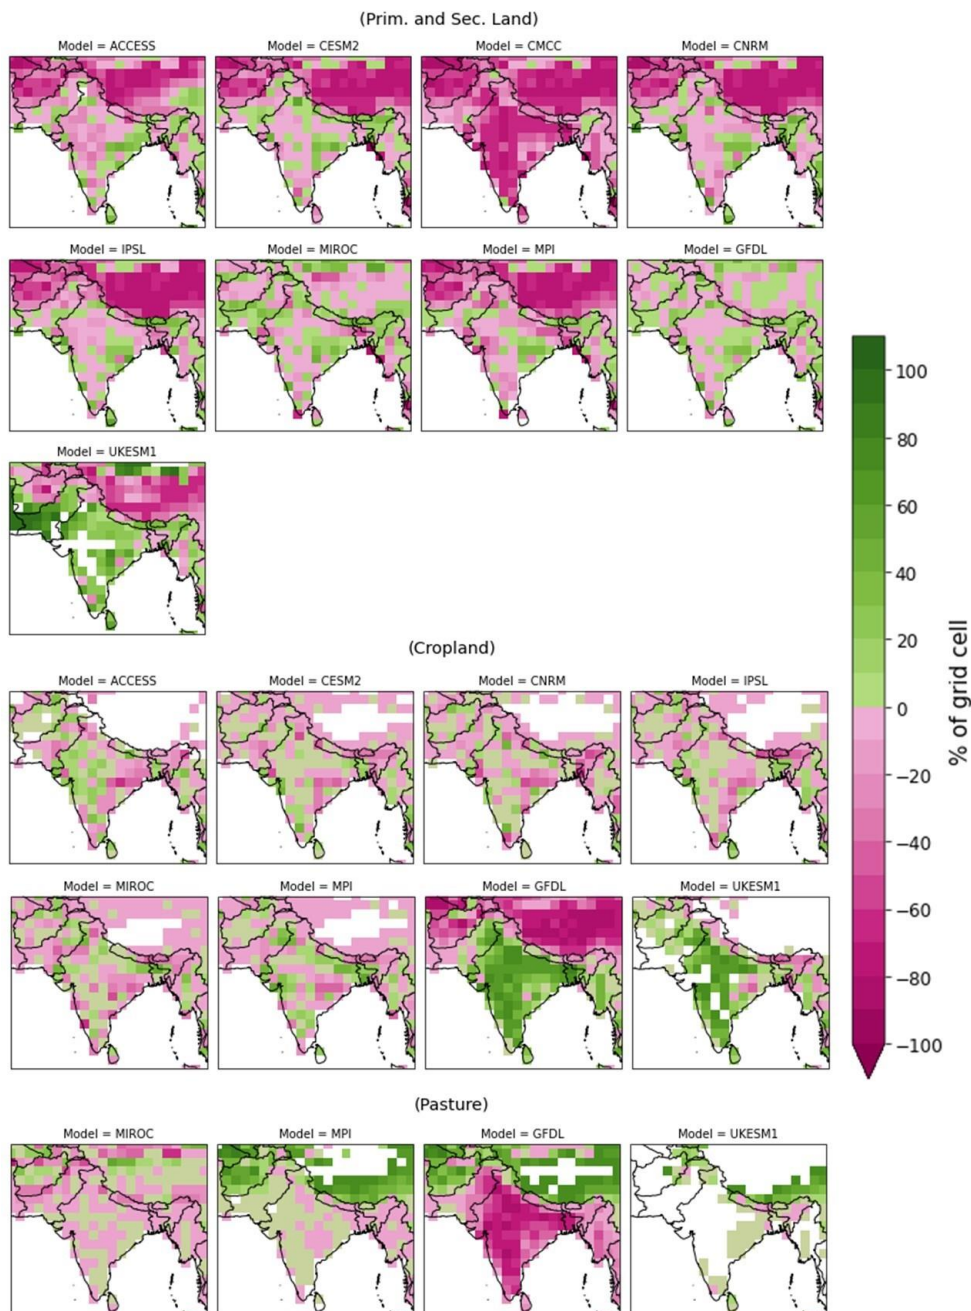 (Prim. and Sec. Land)
Model = ACCESS
Model = CESM2
Model = CMCC
Model = CNRM
Model = IPSL
Model = MIROC
Model = MPI
Model = GFDL
Model = UKESM1
(Cropland)
Model = ACCESS
Model = CESM2
Model = CNRM
Model = IPSL
Model = MIROC
Model = MPI
Model = GFDL
Model = UKESM1
(Pasture)
Model = MIROC
Model = MPI
Model = GFDL
Model = UKESM1
100
80
60
40
20
0
−20
−40
−60
−80
−100
% of grid cell